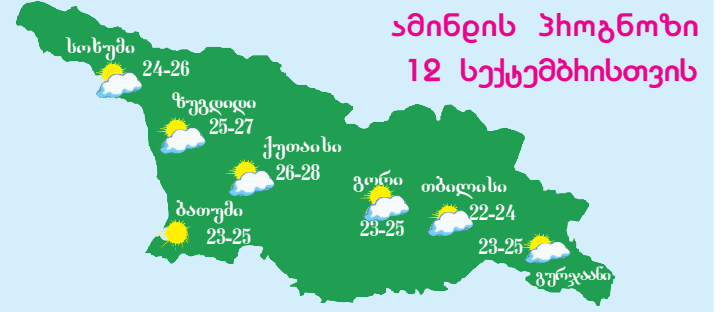 ამინდის პროგნოზი
12 სექტემბრისთვის
სოხუმი
24-26
ზუგდიდი
25-27
ქუთაისი
26-28
გორი
23-25
თბილისი
22-24
ბათუმი
23-25
23-25
გურჯაანი